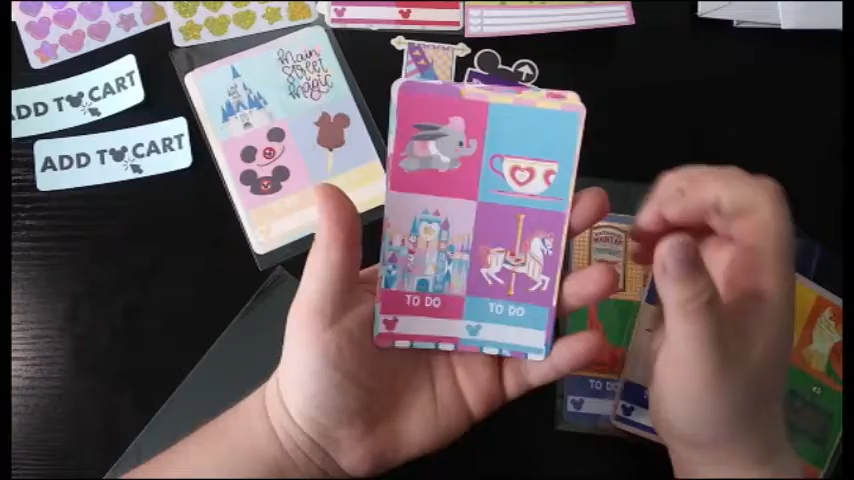 Main
Street
Magic
ADD TO CART
ADD TO CART
TO DO
TO DO
TO DO